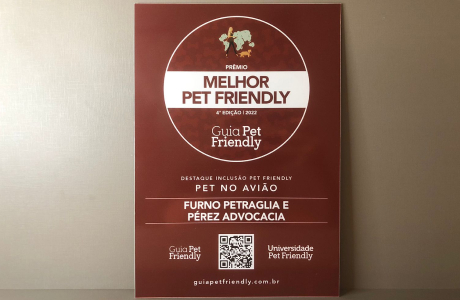 PRÊMIO
MELHOR
PET FRIENDLY
4ª EDIÇÃO | 2022
Guia Pet
Friendly
DESTAQUE INCLUSÃO PET FRIENDLY
PET NO AVIÃO
FURNO PETRAGLIA E
PÉREZ ADVOCACIA
Guia Pet
Friendly
Universidade
Pet Friendly
guiapetfriendly.com.br